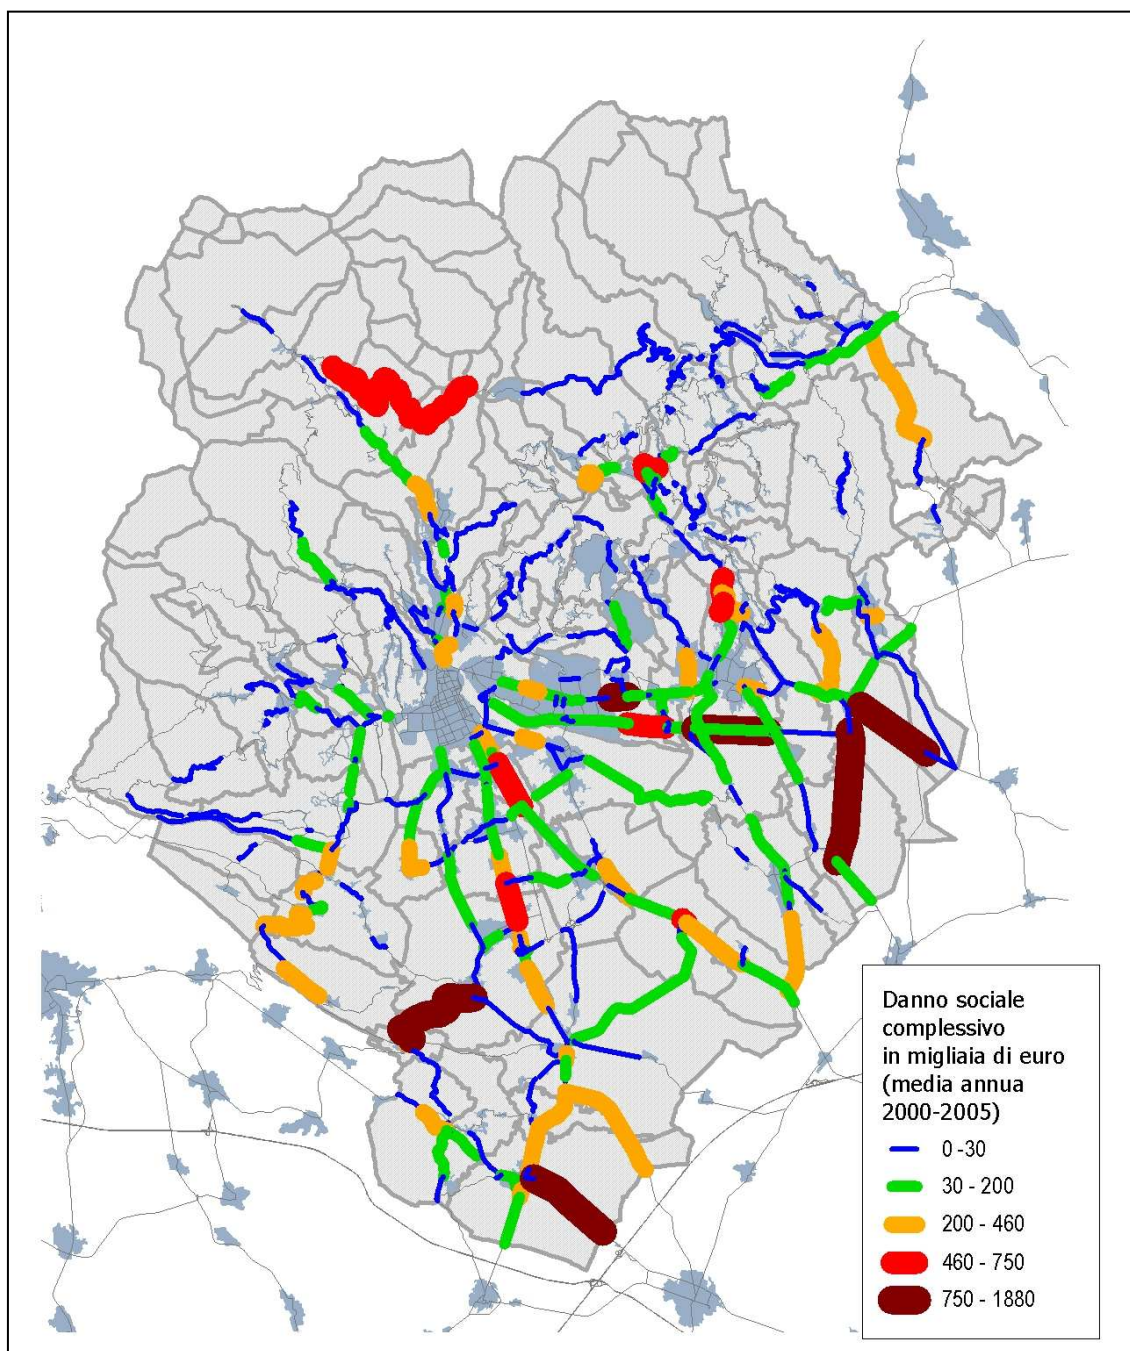 Danno sociale
complessivo
in migliaia di euro
(media annua
2000-2005)
0 -30
30 - 200
200 - 460
460 - 750
750 - 1880